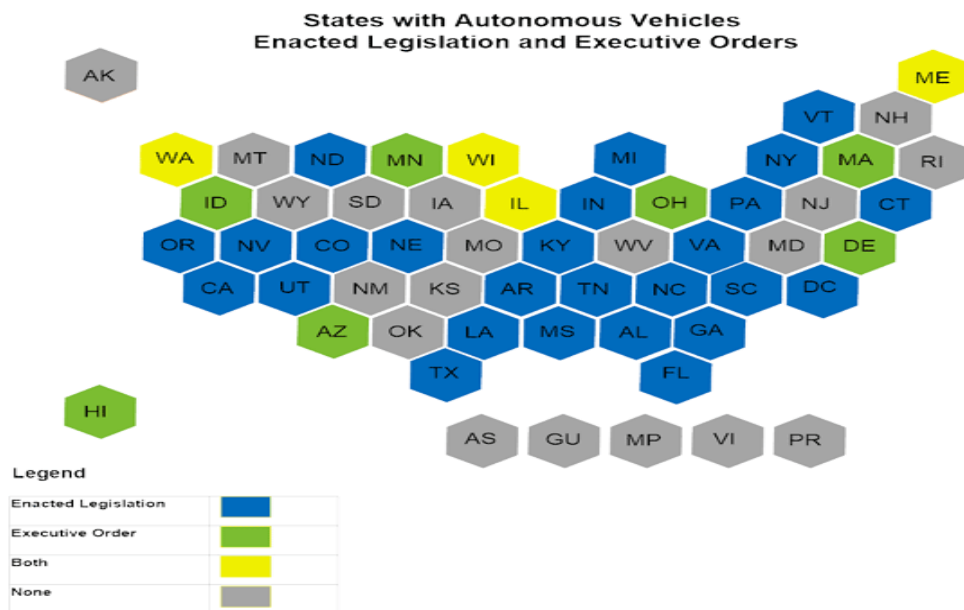 States with Autonomous Vehicles
Enacted Legislation and Executive Orders
AK
ME
VT NH
WA MT ND MN WI MI NY MA RI
ID WY SD IA IL IN OH PA NJ CT
OR NV CO NE MO KY WV VA MD DE
CA UT NM KS AR TN NC SC DC
AZ OK LA MS AL GA
TX FL
HI
AS GU MP VI PR
Legend
Enacted Legislation
Executive Order
Both
None